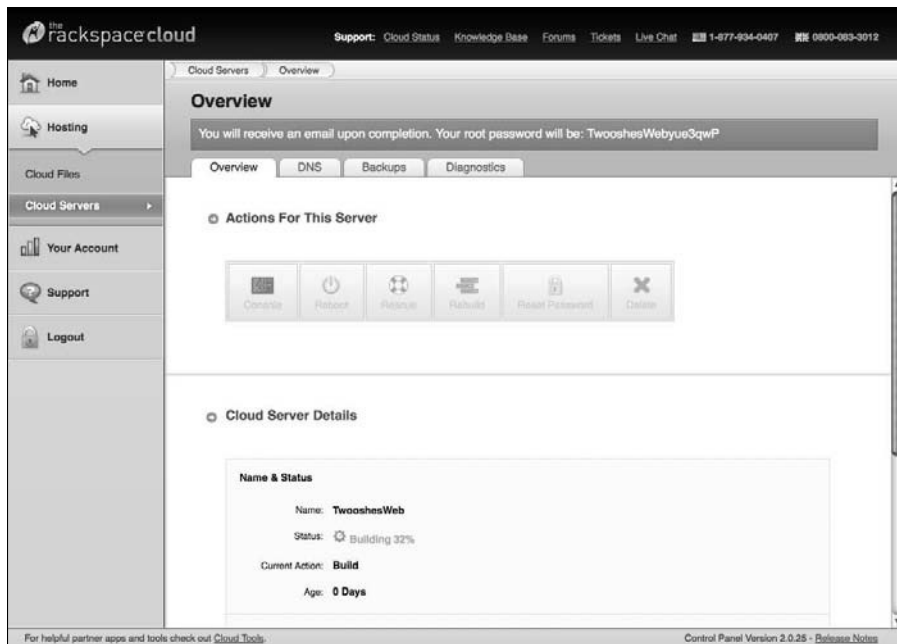 the
rackspacecloud
Support: Cloud Status Knowledge Base Forums Tickets Live Chat 1-877-934-0407 0800-083-3012
Home
Hosting
Cloud Files
Cloud Servers
Your Account
Support
Logout
Cloud Servers Overview
Overview
You will receive an email upon completion. Your root password will be: TwooshesWebyue3qwP
Overview DNS Backups Diagnostics
Actions For This Server
Console Reboot Rescue Rebuild Reset Password Delete
Cloud Server Details
Name & Status
Name: TwooshesWeb
Status: Building 32%
Current Action: Build
Age: 0 Days
For helpful partner apps and tools check out Cloud Tools.
Control Panel Version 2.0.25 - Release Notes